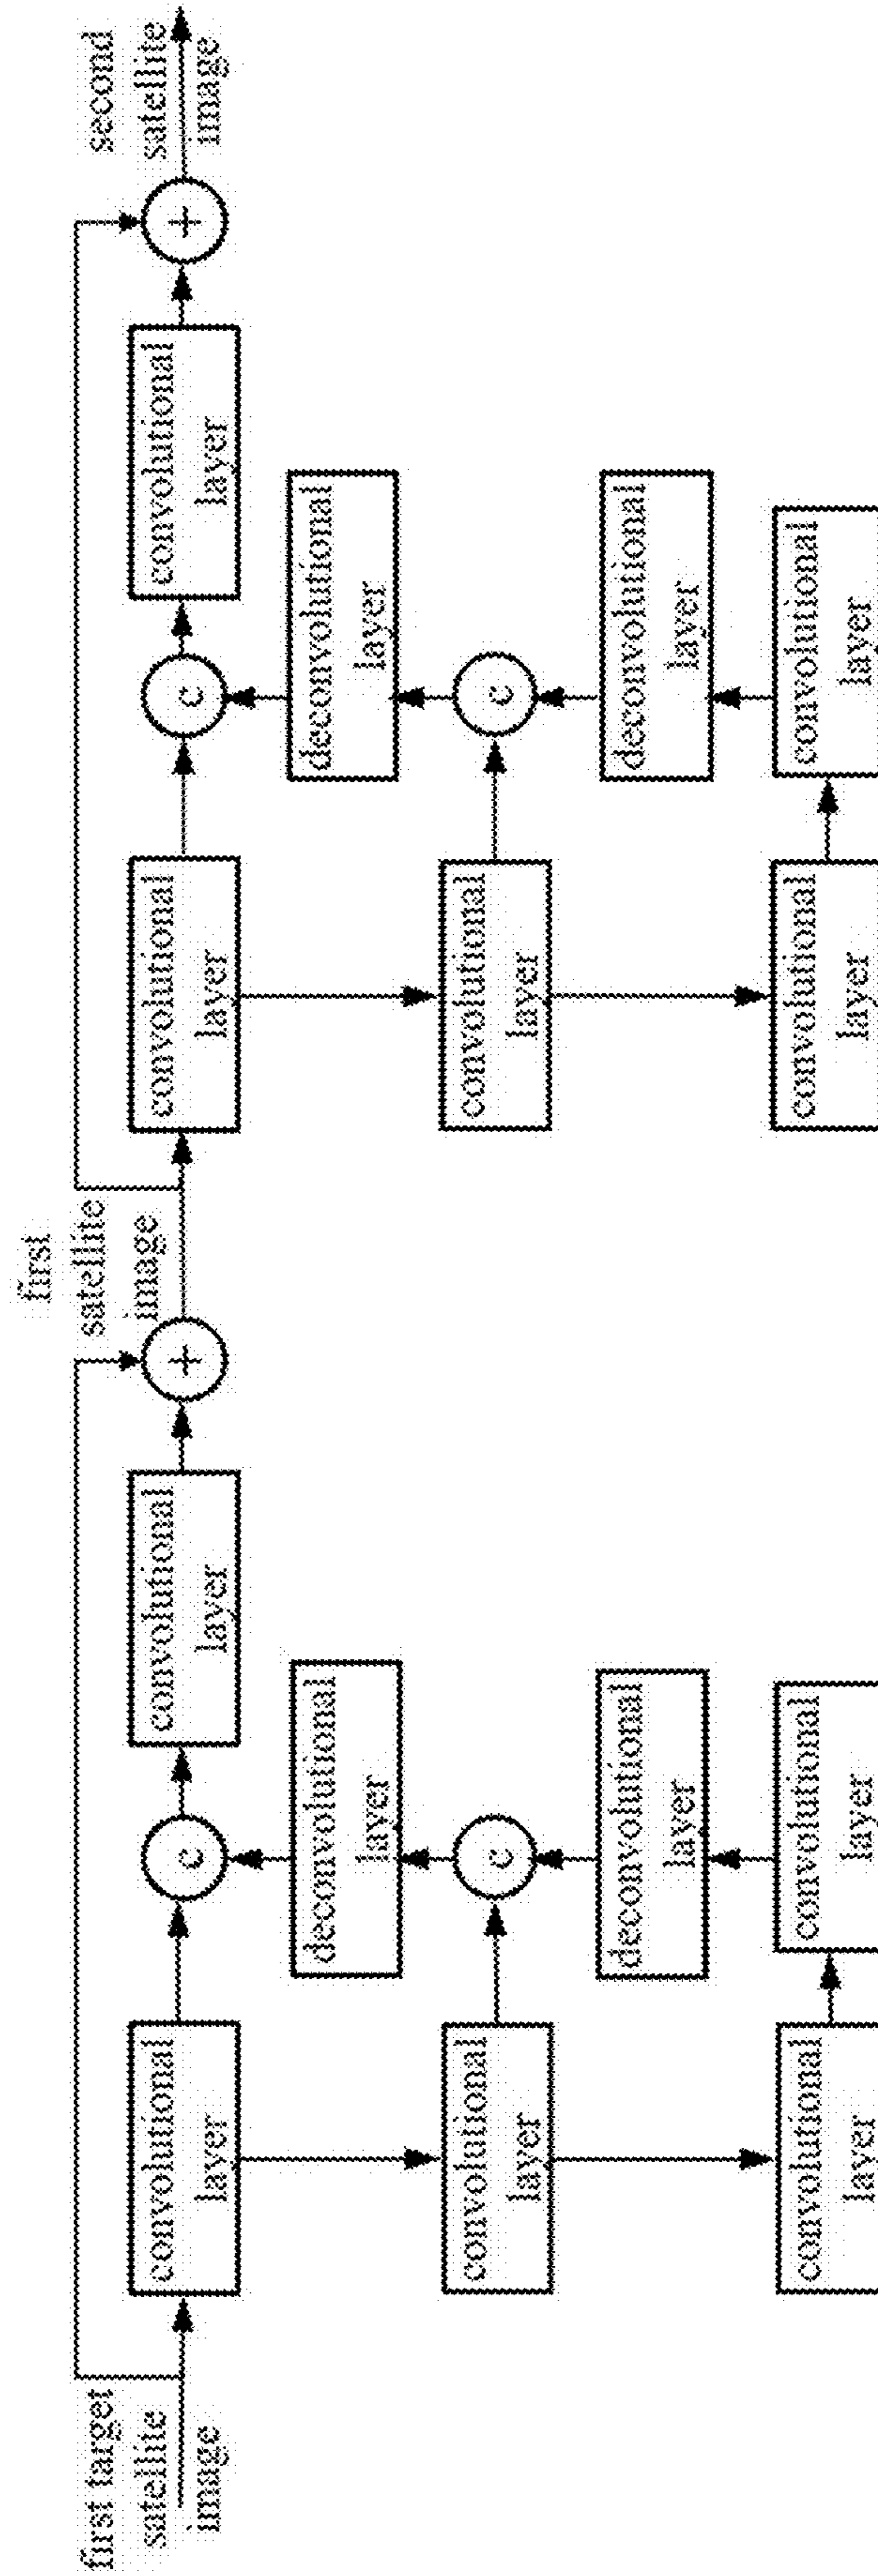 first target
satellite
image
convolutional
layer
convolutional
layer
convolutional
layer
c
deconvolutional
layer
c
deconvolutional
layer
convolutional
layer
convolutional
layer
+
first
satellite
image
convolutional
layer
convolutional
layer
convolutional
layer
c
deconvolutional
layer
c
deconvolutional
layer
convolutional
layer
convolutional
layer
+
second
satellite
image